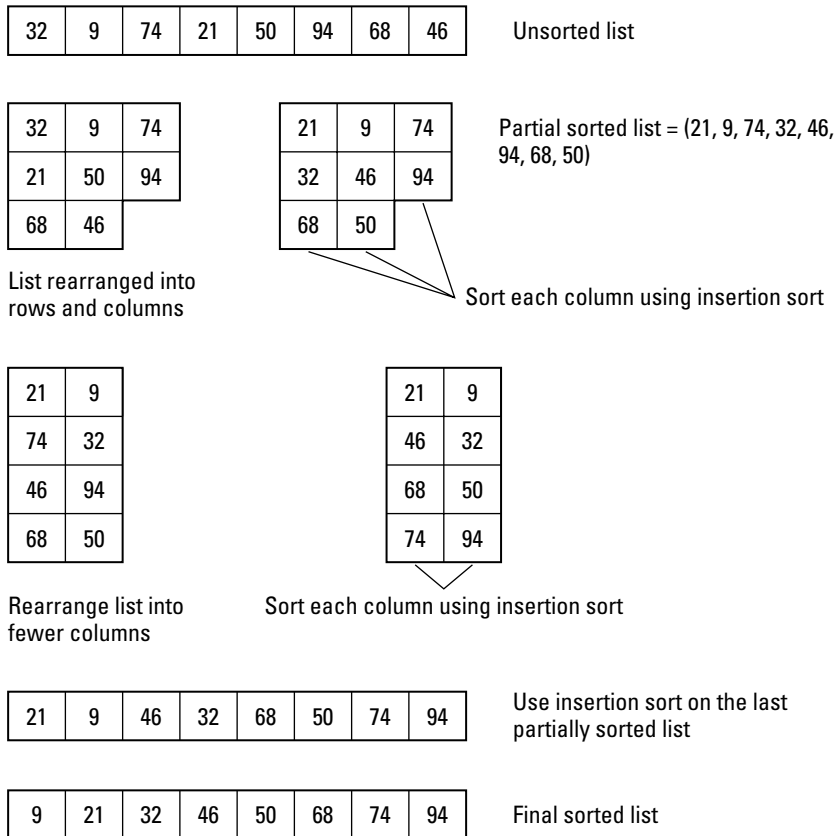 32 9 74 21 50 94 68 46 Unsorted list
32 9 74
21 50 94
68 46
List rearranged into
rows and columns
21 9 74
32 46 94
68 50
Partial sorted list = (21, 9, 74, 32, 46,
94, 68, 50)
Sort each column using insertion sort
21 9
74 32
46 94
68 50
Rearrange list into
fewer columns
21 9
46 32
68 50
74 94
Sort each column using insertion sort
21 9 46 32 68 50 74 94
Use insertion sort on the last
partially sorted list
9 21 32 46 50 68 74 94 Final sorted list